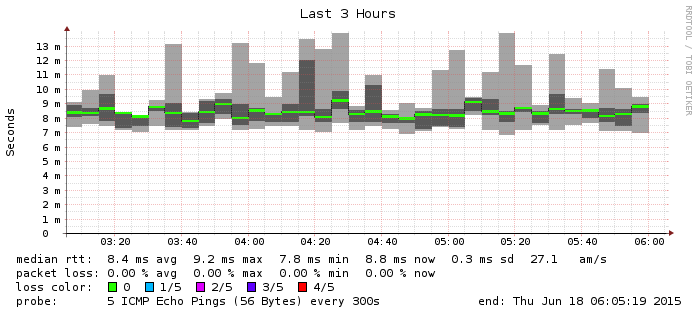 Last 3 Hours
RRDTOOL / TOBI OETIKER
Seconds
13 m
12 m
11 m
10 m
9 m
8 m
7 m
6 m
5 m
4 m
3 m
2 m
1 m
0
03:20 03:40 04:00 04:20 04:40 05:00 05:20 05:40 06:00
median rtt: 8.4 ms avg 9.2 ms max 7.8 ms min 8.8 ms now 0.3 ms sd 27.1 am/s
packet loss: 0.00 % avg 0.00 % max 0.00 % min 0.00 % now
loss color: 0 1/5 2/5 3/5 4/5
probe: 5 ICMP Echo Pings (56 Bytes) every 300s end: Thu Jun 18 06:05:19 2015